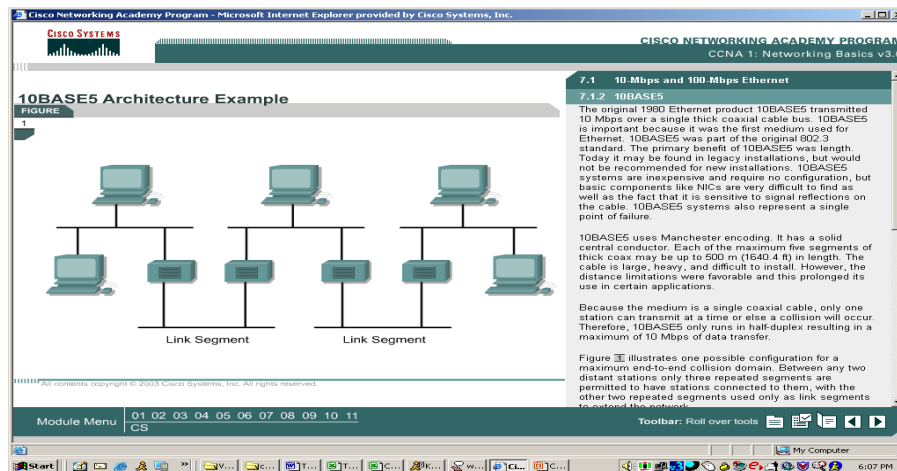 Cisco Networking Academy Program - Microsoft Internet Explorer provided by Cisco Systems, Inc.
CISCO SYSTEMS
CISCO NETWORKING ACADEMY PROGRAM
CCNA 1: Networking Basics v3.
10BASE5 Architecture Example
FIGURE
1
Link Segment
Link Segment
All contents copyright © 2003 Cisco Systems, Inc. All rights reserved.
7.1 10-Mbps and 100-Mbps Ethernet
7.1.2 10BASE5
The original 1980 Ethernet product 10BASE5 transmitted
10 Mbps over a single thick coaxial cable bus. 10BASE5
is important because it was the first medium used for
Ethernet. 10BASE5 was part of the original 802.3
standard. The primary benefit of 10BASE5 was length.
Today it may be found in legacy installations, but would
not be recommended for new installations. 10BASE5
systems are inexpensive and require no configuration, but
basic components like NICs are very difficult to find as
well as the fact that it is sensitive to signal reflections on
the cable. 10BASE5 systems also represent a single
point of failure.
10BASE5 uses Manchester encoding. It has a solid
central conductor. Each of the maximum five segments of
thick coax may be up to 500 m (1640.4 ft) in length. The
cable is large, heavy, and difficult to install. However, the
distance limitations were favorable and this prolonged its
use in certain applications.
Because the medium is a single coaxial cable, only one
station can transmit at a time or else a collision will occur.
Therefore, 10BASE5 only runs in half-duplex resulting in a
maximum of 10 Mbps of data transfer.
Figure 1 illustrates one possible configuration for a
maximum end-to-end collision domain. Between any two
distant stations only three repeated segments are
permitted to have stations connected to them, with the
other two repeated segments used only as link segments
to extend the network.
Module Menu
01 02 03 04 05 06 07 08 09 10 11
CS
Toolbar: Roll over tools
My Computer
Start
V...
c...
T...
T...
C...
K...
w...
Ci...
C...
6:07 PM